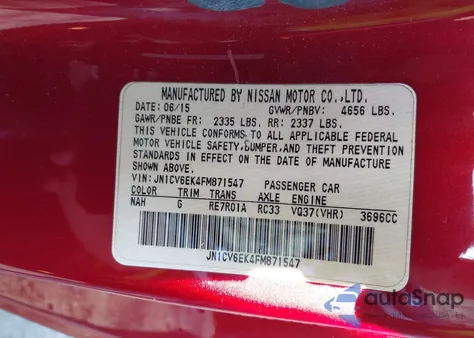 MANUFACTURED BY NISSAN MOTOR CO.,LTD.
DATE: 06/15 GVWR/PNBV: 4656 LBS.
GAWR/PNBE FR: 2335 LBS. RR: 2337 LBS.
THIS VEHICLE CONFORMS TO ALL APPLICABLE FEDERAL
MOTOR VEHICLE SAFETY, BUMPER, AND THEFT PREVENTION
STANDARDS IN EFFECT ON THE DATE OF MANUFACTURE
SHOWN ABOVE.
VIN: JN1CV6EK4FM871547 PASSENGER CAR
COLOR TRIM TRANS AXLE ENGINE
NAH G RE7R01A RC33 VQ37(VHR) 3696CC
JN1CV6EK4FM871547
autoSnap